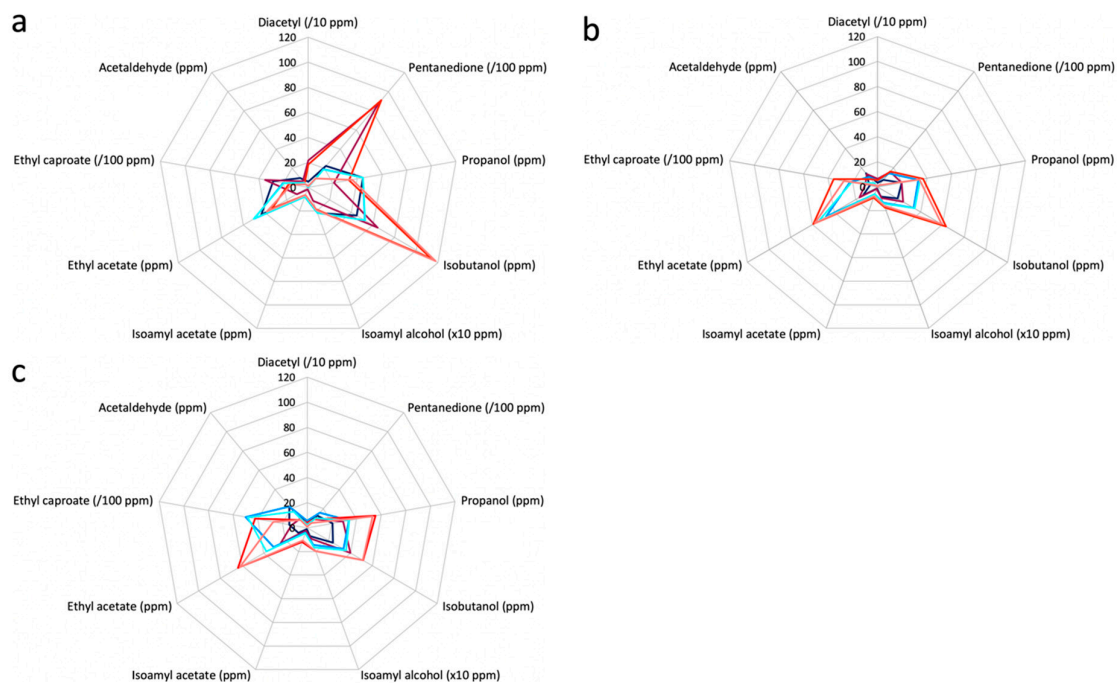 a
Diacetyl (/10 ppm)
120
100
80
60
40
20
0
Pentanedione (/100 ppm)
Propanol (ppm)
Isobutanol (ppm)
Isoamyl alcohol (x10 ppm)
Isoamyl acetate (ppm)
Ethyl acetate (ppm)
Ethyl caproate (/100 ppm)
Acetaldehyde (ppm)
b
Diacetyl (/10 ppm)
120
100
80
60
40
20
0
Pentanedione (/100 ppm)
Propanol (ppm)
Isobutanol (ppm)
Isoamyl alcohol (x10 ppm)
Isoamyl acetate (ppm)
Ethyl acetate (ppm)
Ethyl caproate (/100 ppm)
Acetaldehyde (ppm)
c
Diacetyl (/10 ppm)
120
100
80
60
40
20
0
Pentanedione (/100 ppm)
Propanol (ppm)
Isobutanol (ppm)
Isoamyl alcohol (x10 ppm)
Isoamyl acetate (ppm)
Ethyl acetate (ppm)
Ethyl caproate (/100 ppm)
Acetaldehyde (ppm)